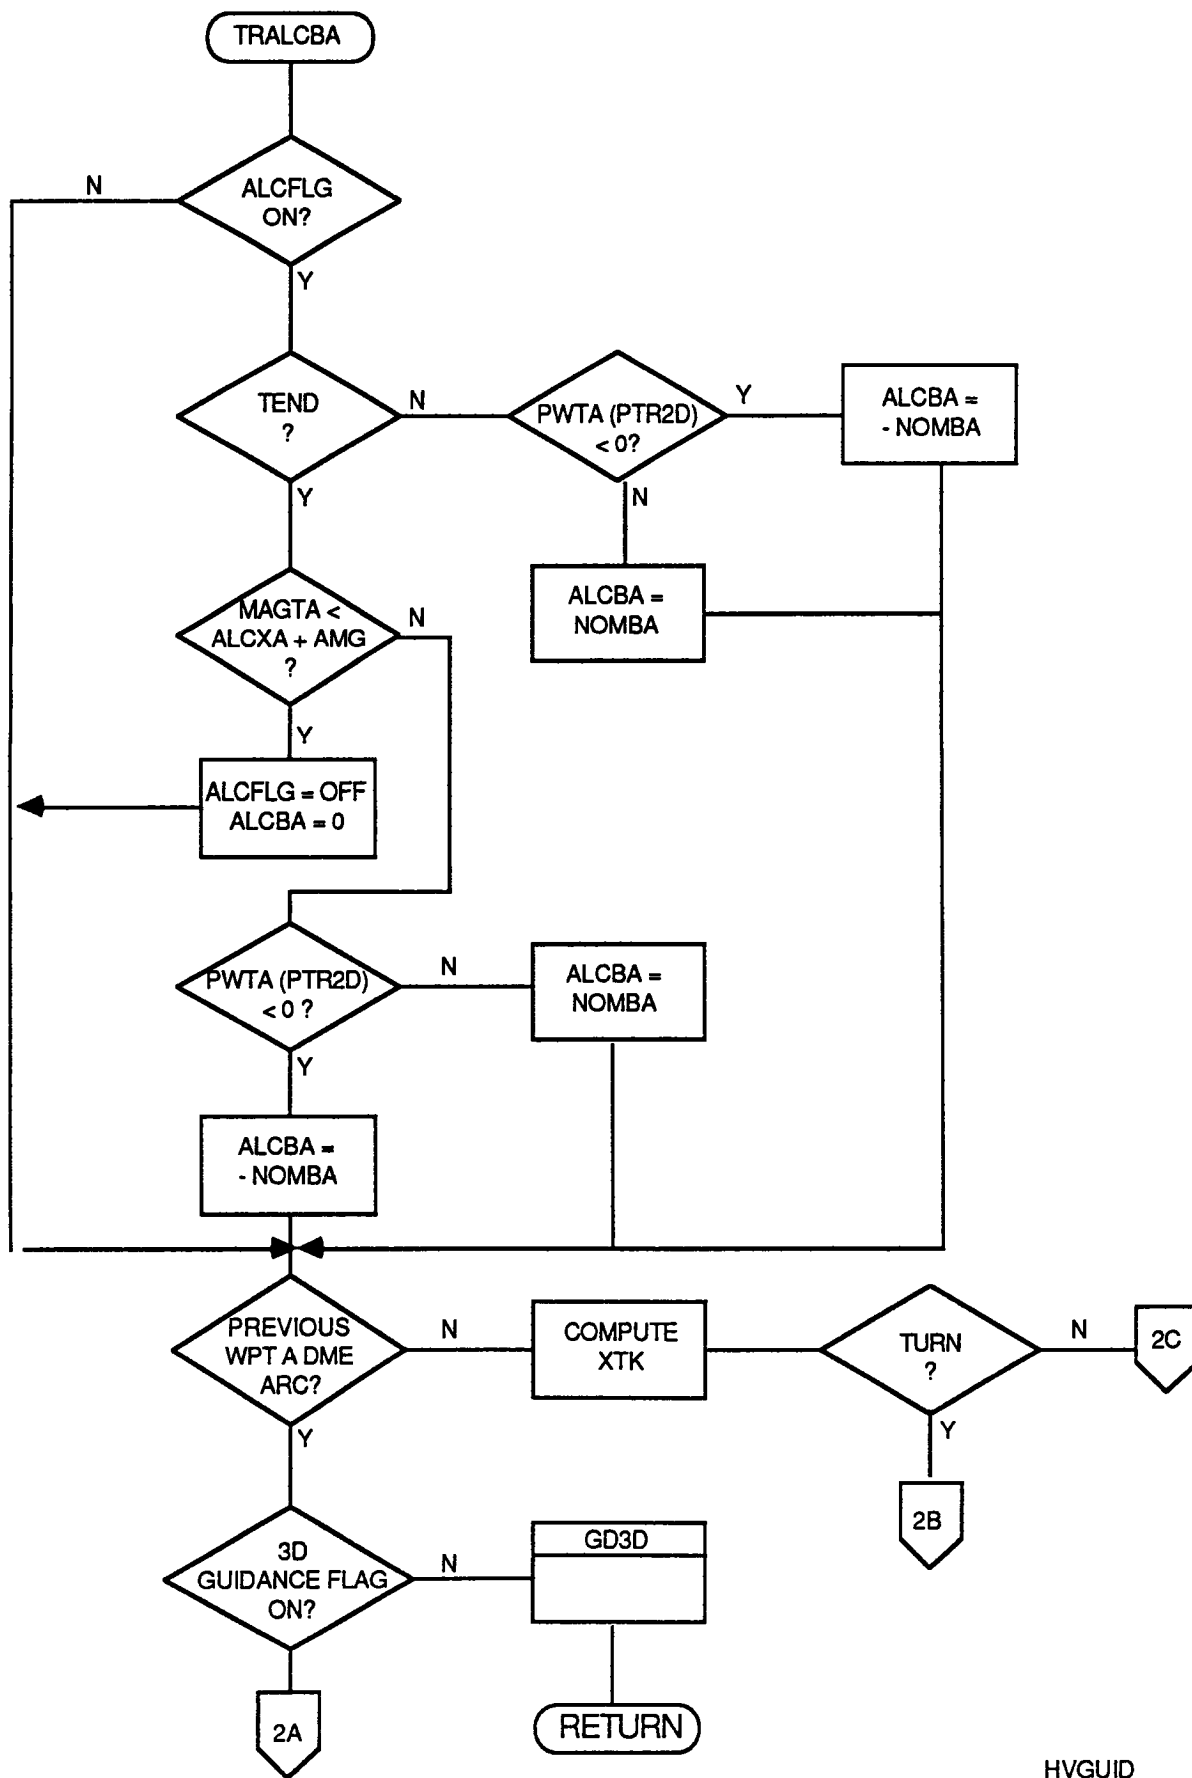 TRALCBA
N
ALCFLG
ON?
Y
TEND
?
N
PWTA (PTR2D)
< 0?
Y
ALCBA =
- NOMBA
Y
N
MAGTA <
ALCXA + AMG
?
N
ALCBA =
NOMBA
Y
ALCFLG = OFF
ALCBA = 0
PWTA (PTR2D)
< 0 ?
N
ALCBA =
NOMBA
Y
ALCBA =
- NOMBA
PREVIOUS
WPT A DME
ARC?
N
COMPUTE
XTK
TURN
?
N
2C
Y
Y
2B
3D
GUIDANCE FLAG
ON?
N
GD3D
2A
RETURN
HVGUID